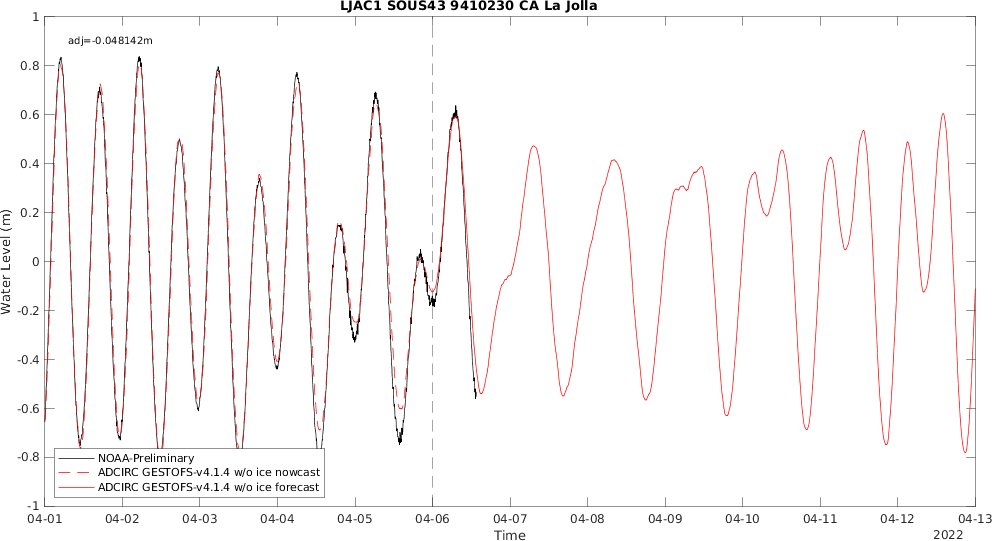 LJAC1 SOUS43 9410230 CA La Jolla
adj=-0.048142m
1
0.8
0.6
0.4
0.2
0
-0.2
-0.4
-0.6
-0.8
-1
Water Level (m)
NOAA-Preliminary
ADCIRC GESTOFS-v4.1.4 w/o ice nowcast
ADCIRC GESTOFS-v4.1.4 w/o ice forecast
04-01 04-02 04-03 04-04 04-05 04-06 04-07 04-08 04-09 04-10 04-11 04-12 04-13
Time
2022